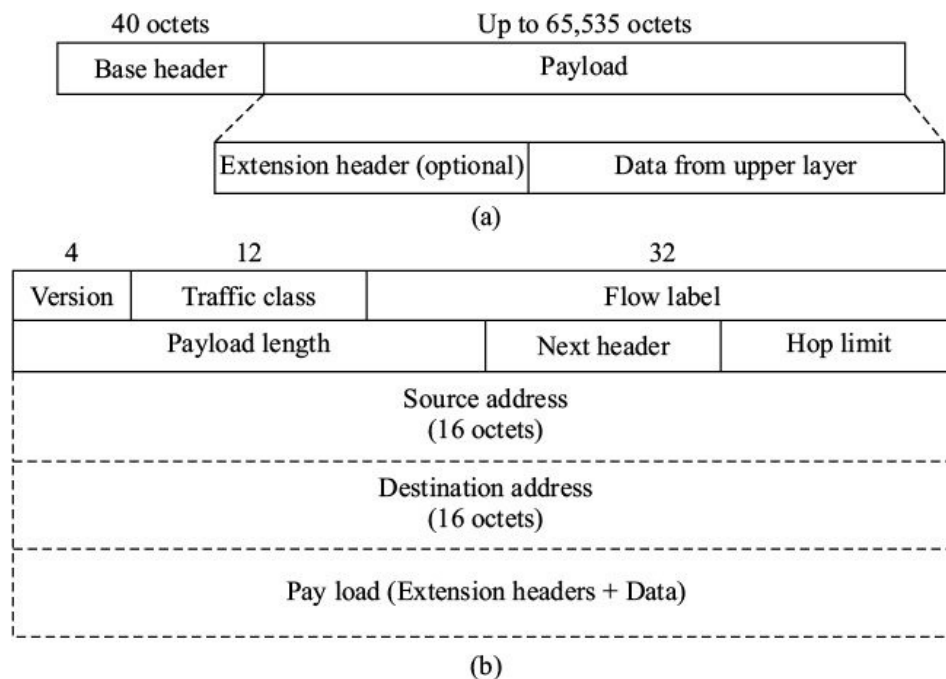 40 octets Up to 65,535 octets
Base header Payload
Extension header (optional) Data from upper layer
(a)
4 12 32
Version Traffic class Flow label
Payload length Next header Hop limit
Source address
(16 octets)
Destination address
(16 octets)
Pay load (Extension headers + Data)
(b)